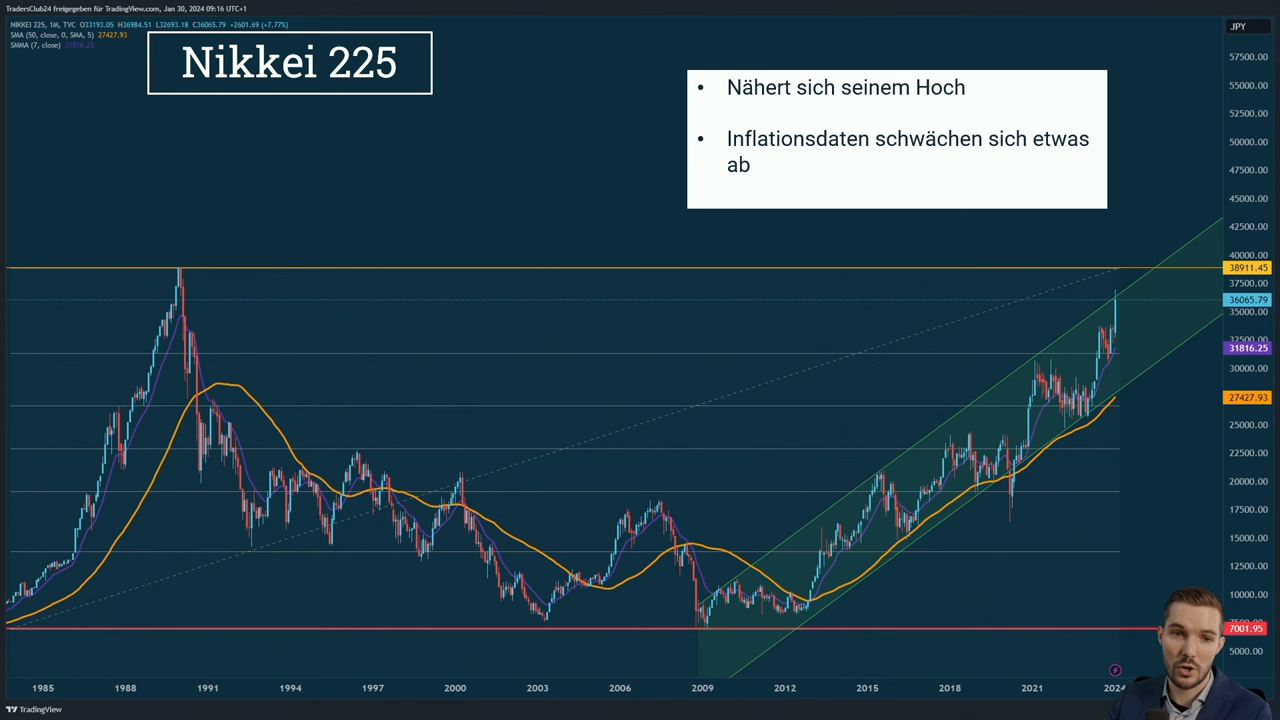 TradersClub24 freigegeben für TradingView.com, Jan 30, 2024 09:16 UTC+1
NIKKEI 225, 1M, TVC O33193.05 H36984.51 L32693.18 C36065.79 +2601.69 (+7.77%)
SMA (50, close, 0, SMA, 5) 27427.93
SMMA (7, close) 31816.25
Nikkei 225
• Nähert sich seinem Hoch
• Inflationsdaten schwächen sich etwas
ab
JPY
57500.00
55000.00
52500.00
50000.00
47500.00
45000.00
42500.00
40000.00
38911.45
37500.00
36065.79
35000.00
31816.25
30000.00
27427.93
25000.00
22500.00
20000.00
17500.00
15000.00
12500.00
10000.00
7001.95
5000.00
1985 1988 1991 1994 1997 2000 2003 2006 2009 2012 2015 2018 2021 2024
TradingView